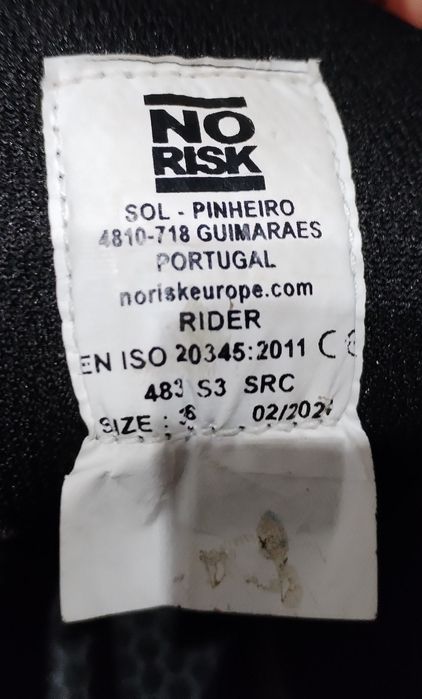 NO
RISK
SOL - PINHEIRO
4810-718 GUIMARAES
PORTUGAL
noriskeurope.com
RIDER
EN ISO 20345:2011 CE
483 S3 SRC
SIZE :